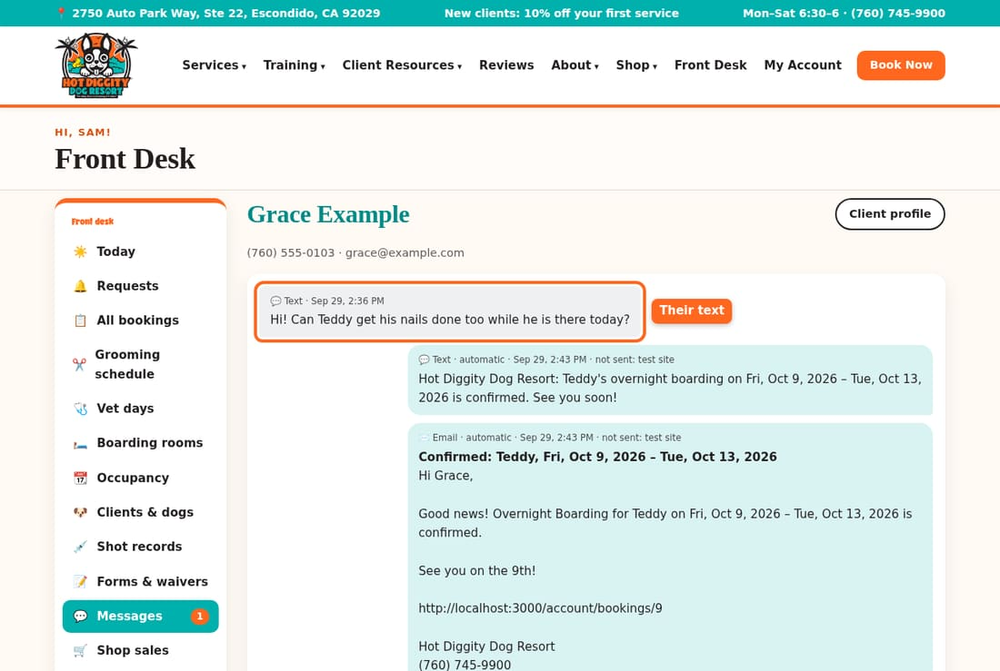 📍 2750 Auto Park Way, Ste 22, Escondido, CA 92029
New clients: 10% off your first service
Mon–Sat 6:30–6 · (760) 745-9900
HOT DIGGITY
DOG RESORT
Services ▾
Training ▾
Client Resources ▾
Reviews
About ▾
Shop ▾
Front Desk
My Account
Book Now
HI, SAM!
Front Desk
Front desk
☀️ Today
🔔 Requests
📋 All bookings
✂️ Grooming
schedule
🩺 Vet days
🛏️ Boarding rooms
📆 Occupancy
🐶 Clients & dogs
💉 Shot records
📝 Forms & waivers
💬 Messages 1
🛒 Shop sales
Grace Example
Client profile
(760) 555-0103 · grace@example.com
💬 Text · Sep 29, 2:36 PM
Hi! Can Teddy get his nails done too while he is there today?
Their text
💬 Text · automatic · Sep 29, 2:43 PM · not sent: test site
Hot Diggity Dog Resort: Teddy's overnight boarding on Fri, Oct 9, 2026 – Tue, Oct 13,
2026 is confirmed. See you soon!
✉️ Email · automatic · Sep 29, 2:43 PM · not sent: test site
Confirmed: Teddy, Fri, Oct 9, 2026 – Tue, Oct 13, 2026
Hi Grace,
Good news! Overnight Boarding for Teddy on Fri, Oct 9, 2026 – Tue, Oct 13, 2026 is
confirmed.
See you on the 9th!
http://localhost:3000/account/bookings/9
Hot Diggity Dog Resort
(760) 745-9900